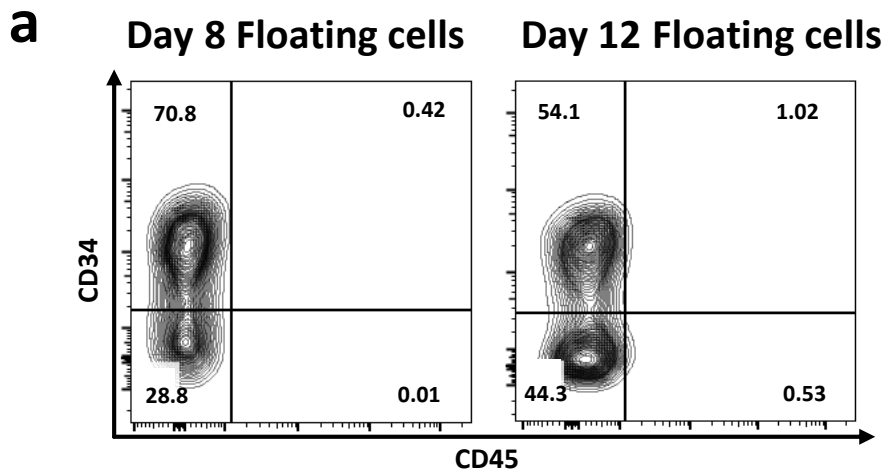 a
Day 8 Floating cells
Day 12 Floating cells
70.8
0.42
54.1
1.02
CD34
28.8
0.01
44.3
0.53
CD45